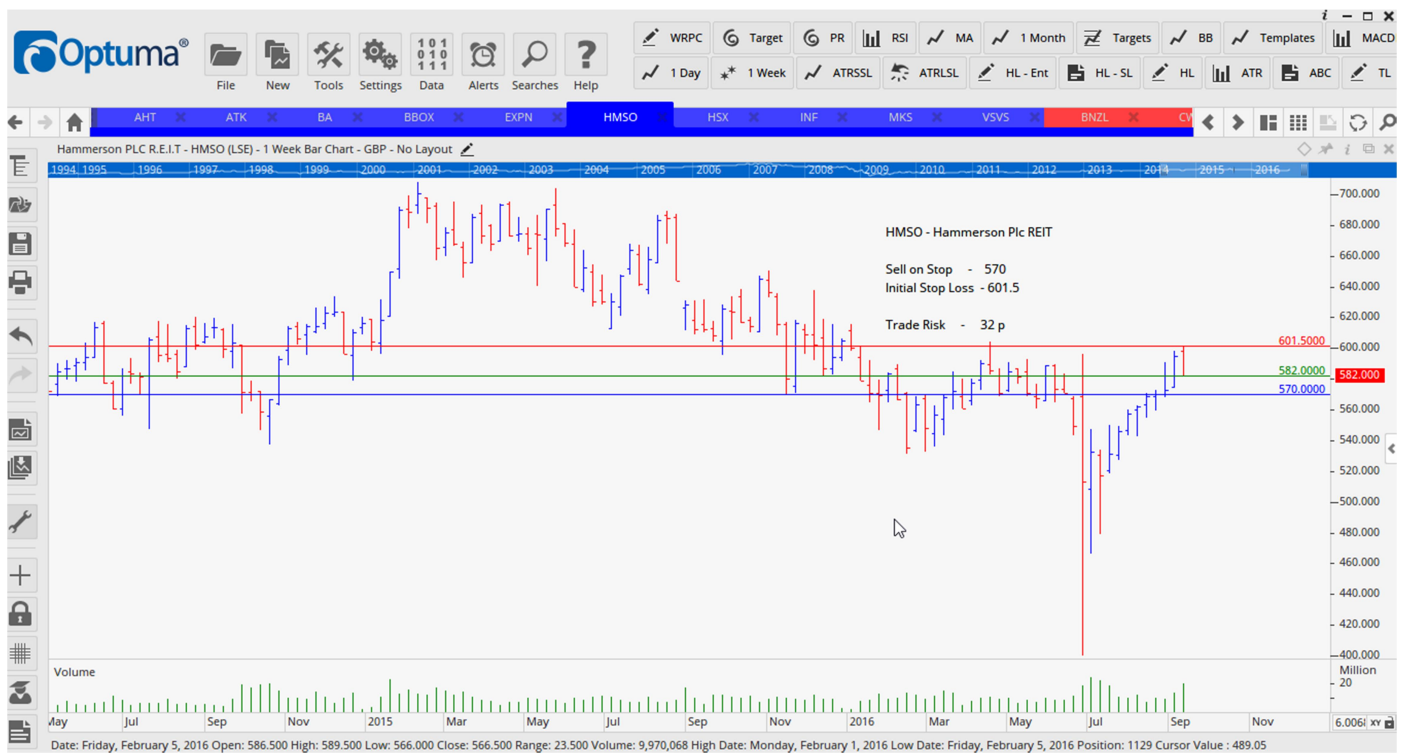 i
Optuma®
File New Tools Settings Data Alerts Searches Help
101
010
111
WRPC Target PR RSI MA 1 Month Targets BB Templates MACD
1 Day 1 Week ATRSSL ATRLSL HL - Ent HL - SL HL ATR ABC TL
AHT ATK BA BBOX EXPN HMSO HSX INF MKS VSVS BNZL CW
Hammerson PLC R.E.I.T - HMSO (LSE) - 1 Week Bar Chart - GBP - No Layout
1994 1995 1996 1997 1998 1999 2000 2001 2002 2003 2004 2005 2006 2007 2008 2009 2010 2011 2012 2013 2014 2015 2016
HMSO - Hammerson Plc REIT
Sell on Stop - 570
Initial Stop Loss - 601.5
Trade Risk - 32 p
601.5000
582.0000
570.0000
700.000
680.000
660.000
640.000
620.000
600.000
582.000
560.000
540.000
520.000
500.000
480.000
460.000
440.000
420.000
400.000
Volume
Million
20
May Jul Sep Nov 2015 Mar May Jul Sep Nov 2016 Mar May Jul Sep Nov
XY
Date: Friday, February 5, 2016 Open: 586.500 High: 589.500 Low: 566.000 Close: 566.500 Range: 23.500 Volume: 9,970,068 High Date: Monday, February 1, 2016 Low Date: Friday, February 5, 2016 Position: 1129 Cursor Value : 489.05